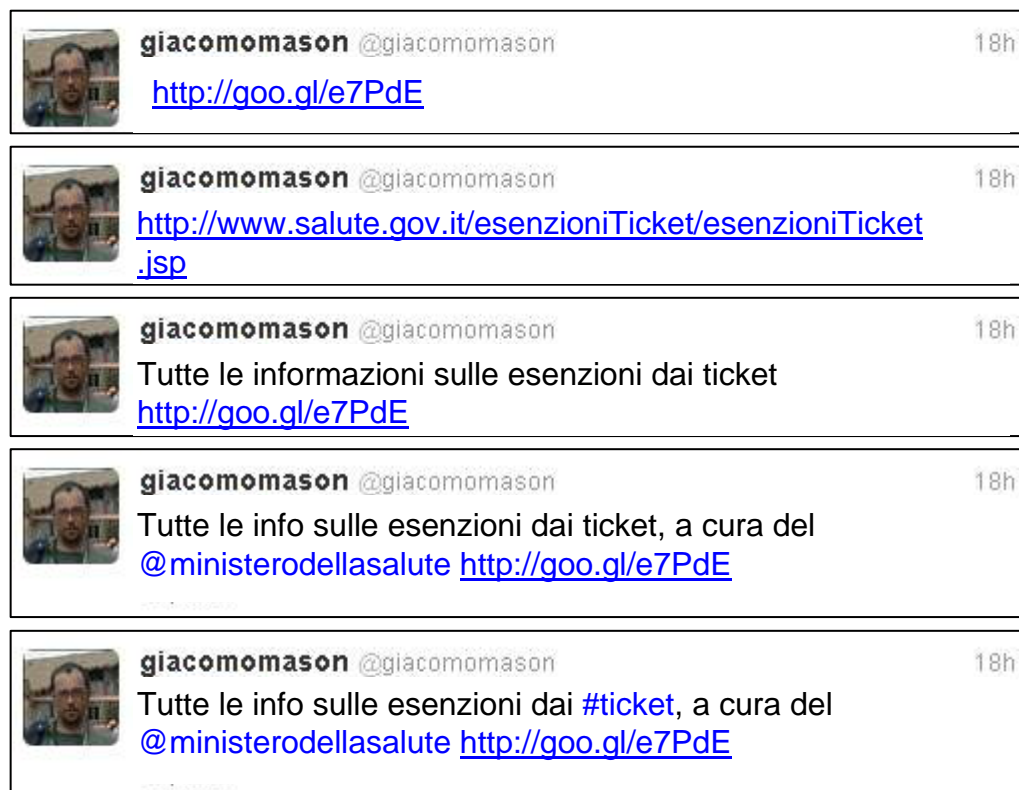 giacomomason @giacomomason 18h
http://goo.gl/e7PdE
giacomomason @giacomomason 18h
http://www.salute.gov.it/esenzioniTicket/esenzioniTicket
.jsp
giacomomason @giacomomason 18h
Tutte le informazioni sulle esenzioni dai ticket
http://goo.gl/e7PdE
giacomomason @giacomomason 18h
Tutte le info sulle esenzioni dai ticket, a cura del
@ministerodellasalute http://goo.gl/e7PdE
giacomomason @giacomomason 18h
Tutte le info sulle esenzioni dai #ticket, a cura del
@ministerodellasalute http://goo.gl/e7PdE